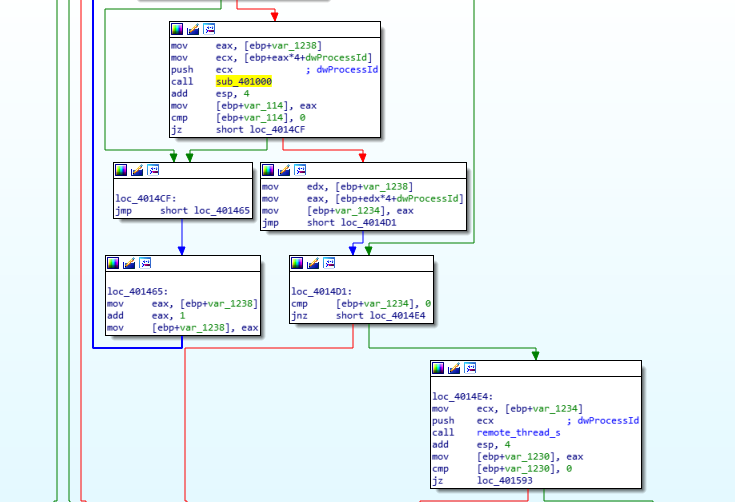 mov eax, [ebp+var_1238]
mov ecx, [ebp+eax*4+dwProcessId]
push ecx ; dwProcessId
call sub_401000
add esp, 4
mov [ebp+var_114], eax
cmp [ebp+var_114], 0
jz short loc_4014CF
loc_4014CF:
jmp short loc_401465
mov edx, [ebp+var_1238]
mov eax, [ebp+edx*4+dwProcessId]
mov [ebp+var_1234], eax
jmp short loc_4014D1
loc_401465:
mov eax, [ebp+var_1238]
add eax, 1
mov [ebp+var_1238], eax
loc_4014D1:
cmp [ebp+var_1234], 0
jnz short loc_4014E4
loc_4014E4:
mov ecx, [ebp+var_1234]
push ecx ; dwProcessId
call remote_thread_s
add esp, 4
mov [ebp+var_1230], eax
cmp [ebp+var_1230], 0
jz loc_401593